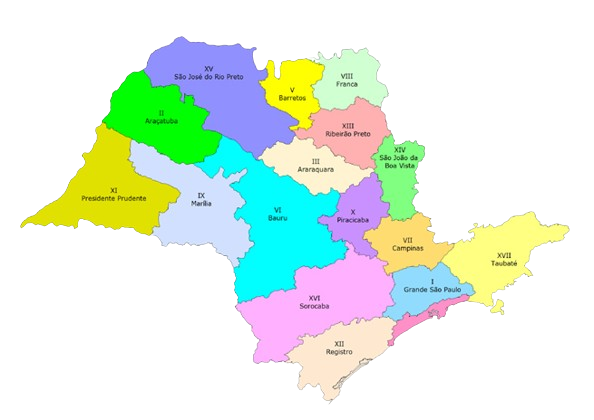 XV
São José do Rio Preto
VIII
Franca
V
Barretos
II
Araçatuba
XIII
Ribeirão Preto
XIV
São João da
Boa Vista
III
Araraquara
XI
Presidente Prudente
IX
Marília
VI
Bauru
X
Piracicaba
VII
Campinas
XVII
Taubaté
I
Grande São Paulo
XVI
Sorocaba
XII
Registro